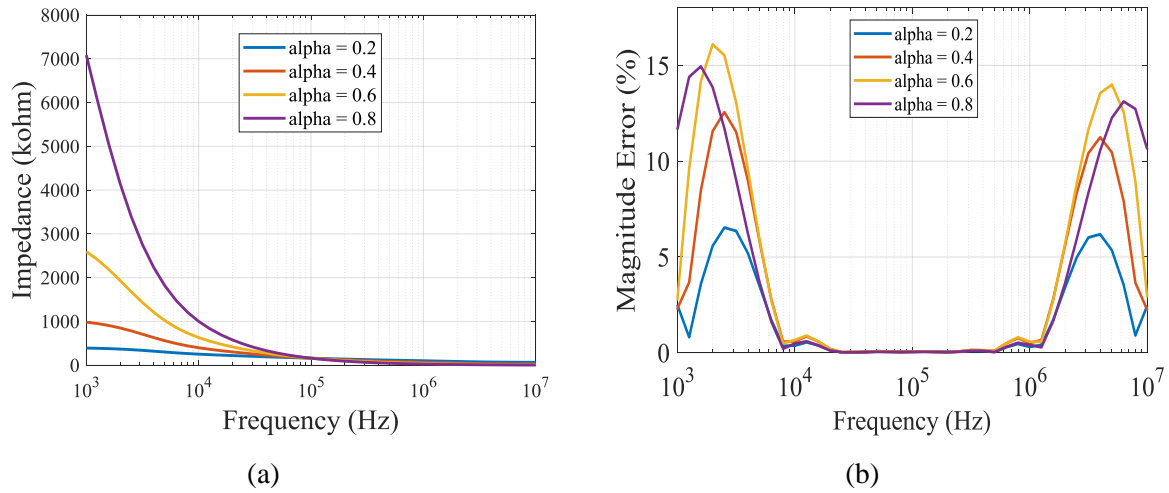 8000
7000
6000
5000
4000
3000
2000
1000
0
10^3
10^4
10^5
10^6
10^7
Impedance (kohm)
Frequency (Hz)
alpha = 0.2
alpha = 0.4
alpha = 0.6
alpha = 0.8
(a)
15
10
5
0
10^3
10^4
10^5
10^6
10^7
Magnitude Error (%)
Frequency (Hz)
alpha = 0.2
alpha = 0.4
alpha = 0.6
alpha = 0.8
(b)